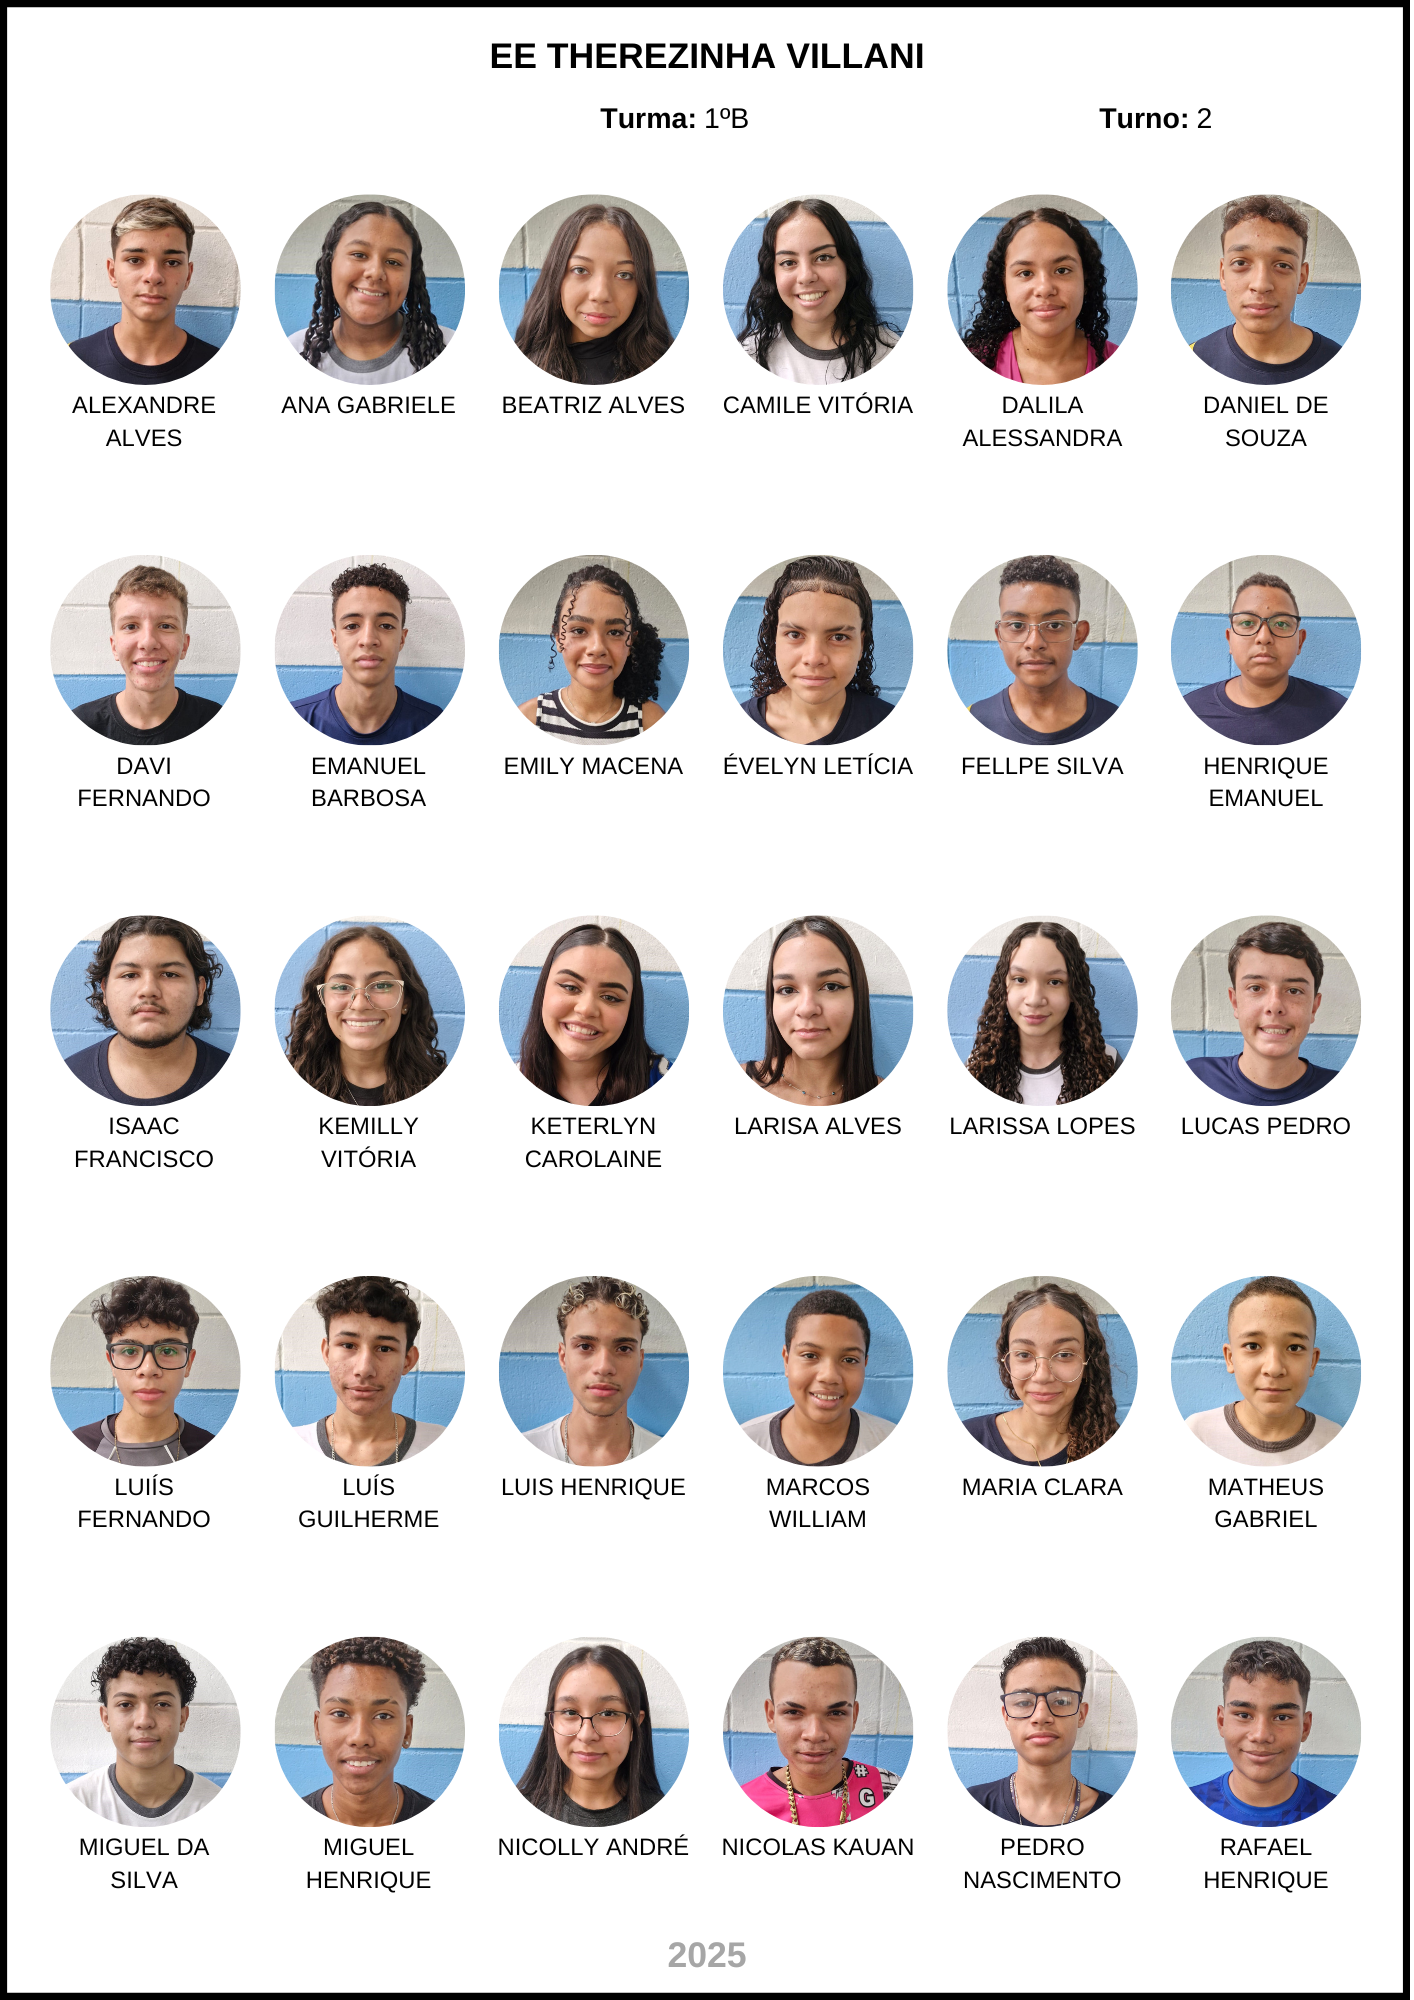 EE THEREZINHA VILLANI
Turma: 1ºB Turno: 2
ALEXANDRE ALVES
ANA GABRIELE
BEATRIZ ALVES
CAMILE VITÓRIA
DALILA ALESSANDRA
DANIEL DE SOUZA
DAVI FERNANDO
EMANUEL BARBOSA
EMILY MACENA
ÉVELYN LETÍCIA
FELLPE SILVA
HENRIQUE EMANUEL
ISAAC FRANCISCO
KEMILLY VITÓRIA
KETERLYN CAROLAINE
LARISA ALVES
LARISSA LOPES
LUCAS PEDRO
LUIÍS FERNANDO
LUÍS GUILHERME
LUIS HENRIQUE
MARCOS WILLIAM
MARIA CLARA
MATHEUS GABRIEL
# G
MIGUEL DA SILVA
MIGUEL HENRIQUE
NICOLLY ANDRÉ
NICOLAS KAUAN
PEDRO NASCIMENTO
RAFAEL HENRIQUE
2025